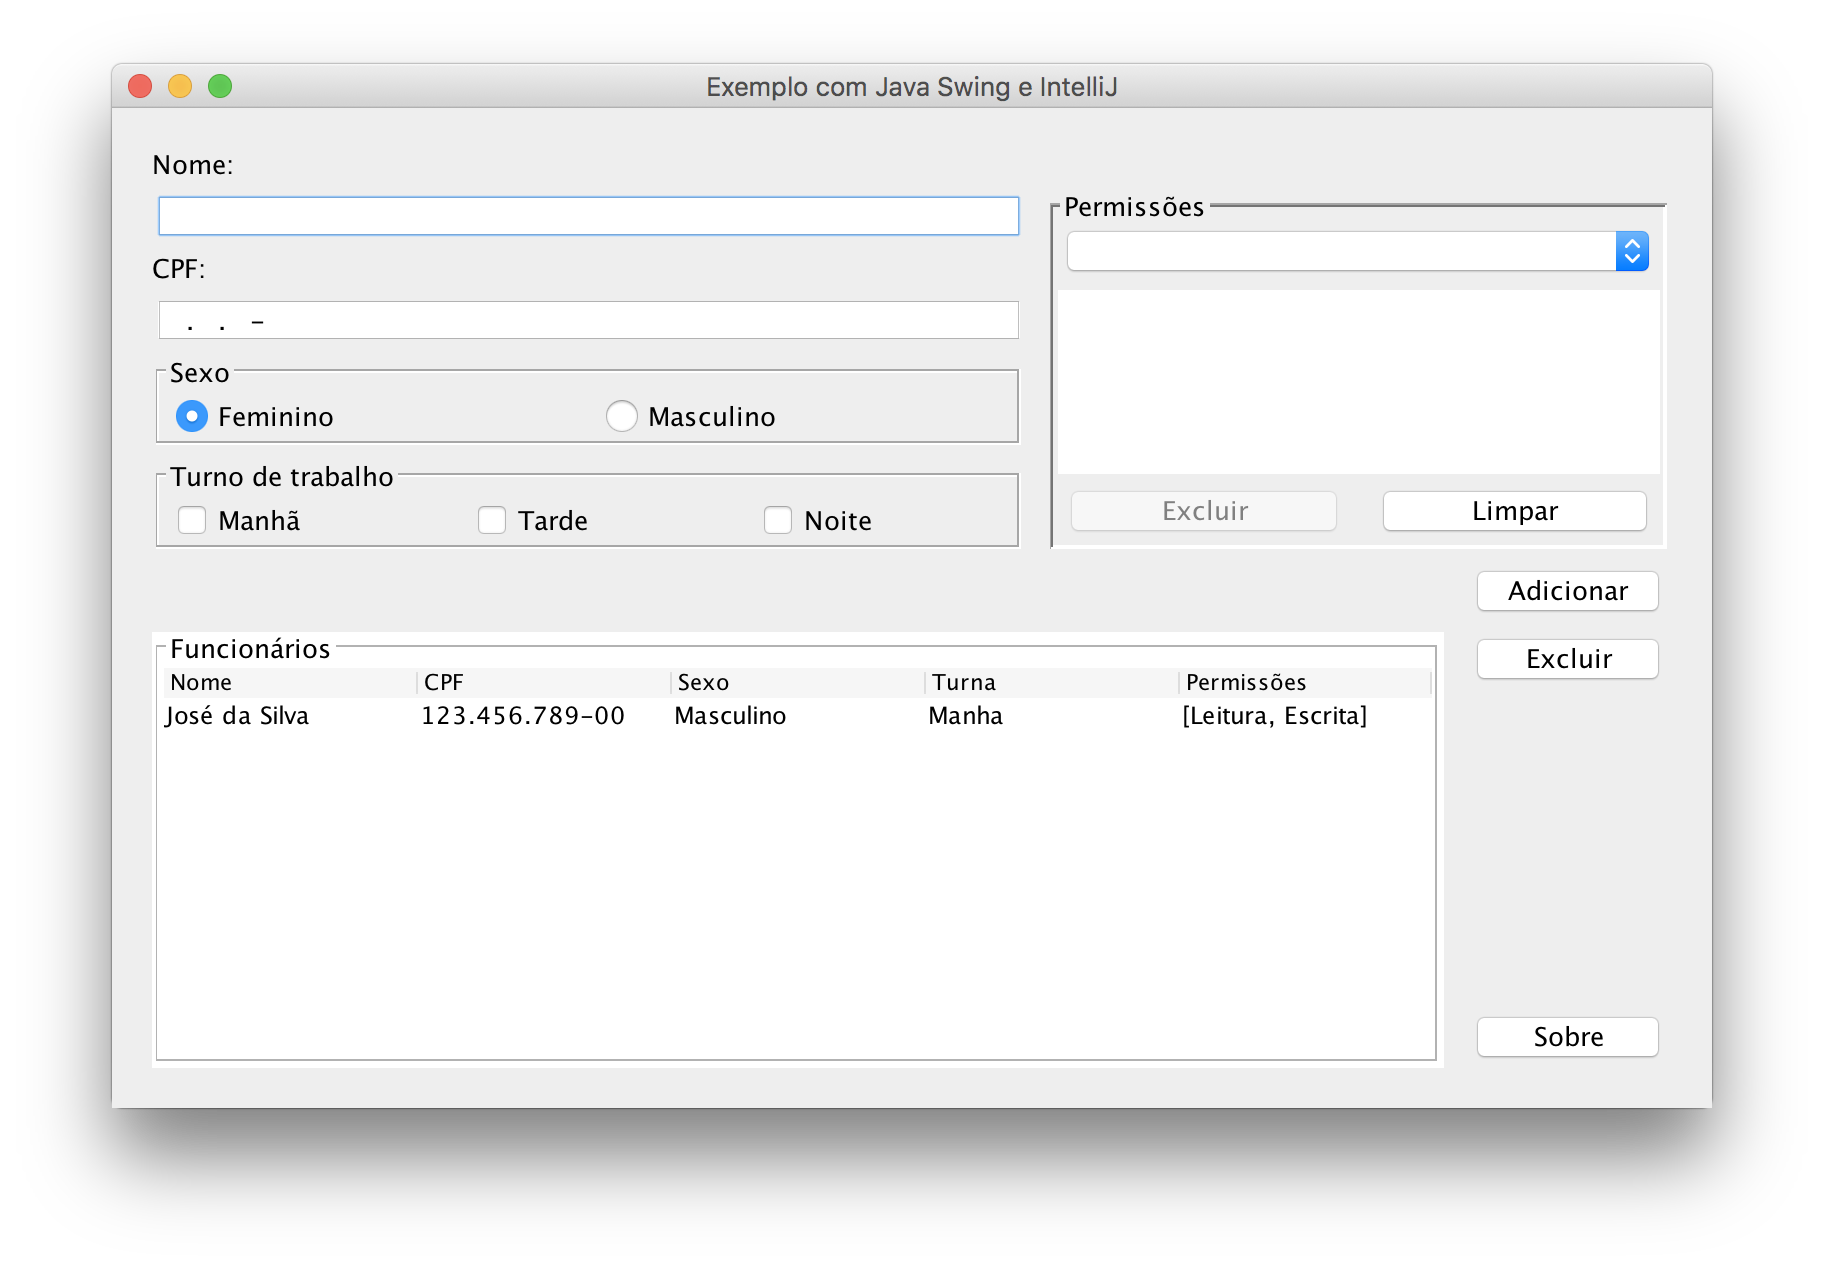 Exemplo com Java Swing e IntelliJ
Nome:
CPF:
. . -
Sexo
Feminino Masculino
Turno de trabalho
Manhã Tarde Noite
Permissões
Excluir Limpar
Adicionar
Excluir
Funcionários
Nome CPF Sexo Turna Permissões
José da Silva 123.456.789-00 Masculino Manha [Leitura, Escrita]
Sobre